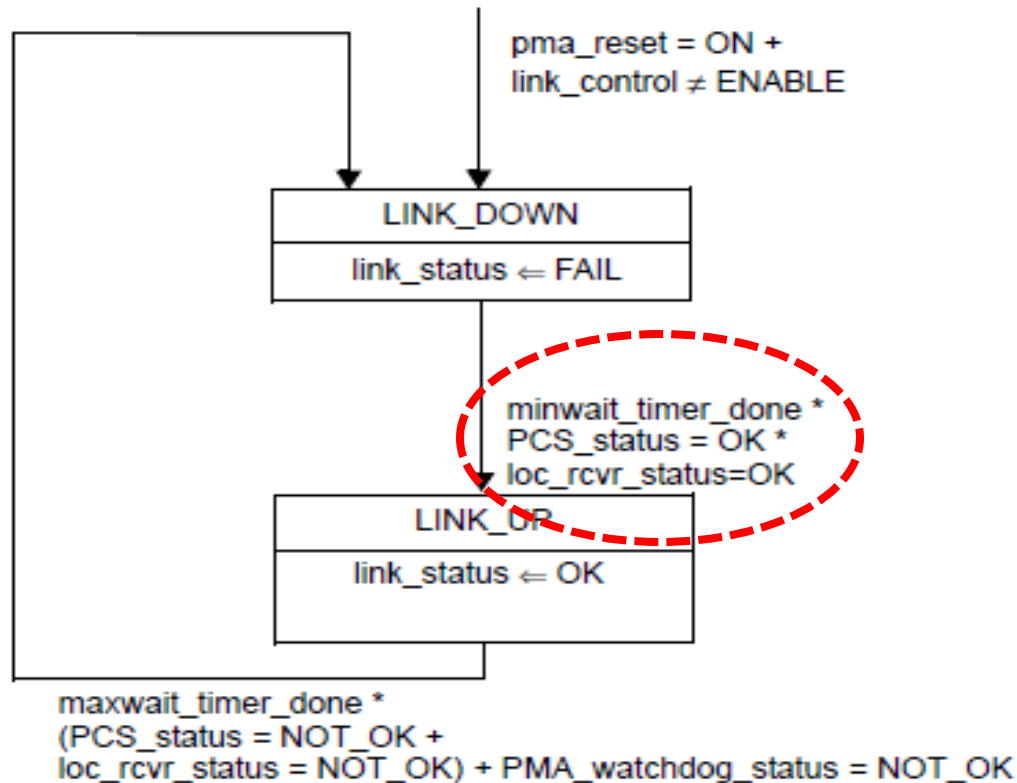 pma_reset = ON +
link_control ≠ ENABLE
LINK_DOWN
link_status ⇐ FAIL
minwait_timer_done *
PCS_status = OK *
loc_rcvr_status=OK
LINK_UP
link_status ⇐ OK
maxwait_timer_done *
(PCS_status = NOT_OK +
loc_rcvr_status = NOT_OK) + PMA_watchdog_status = NOT_OK